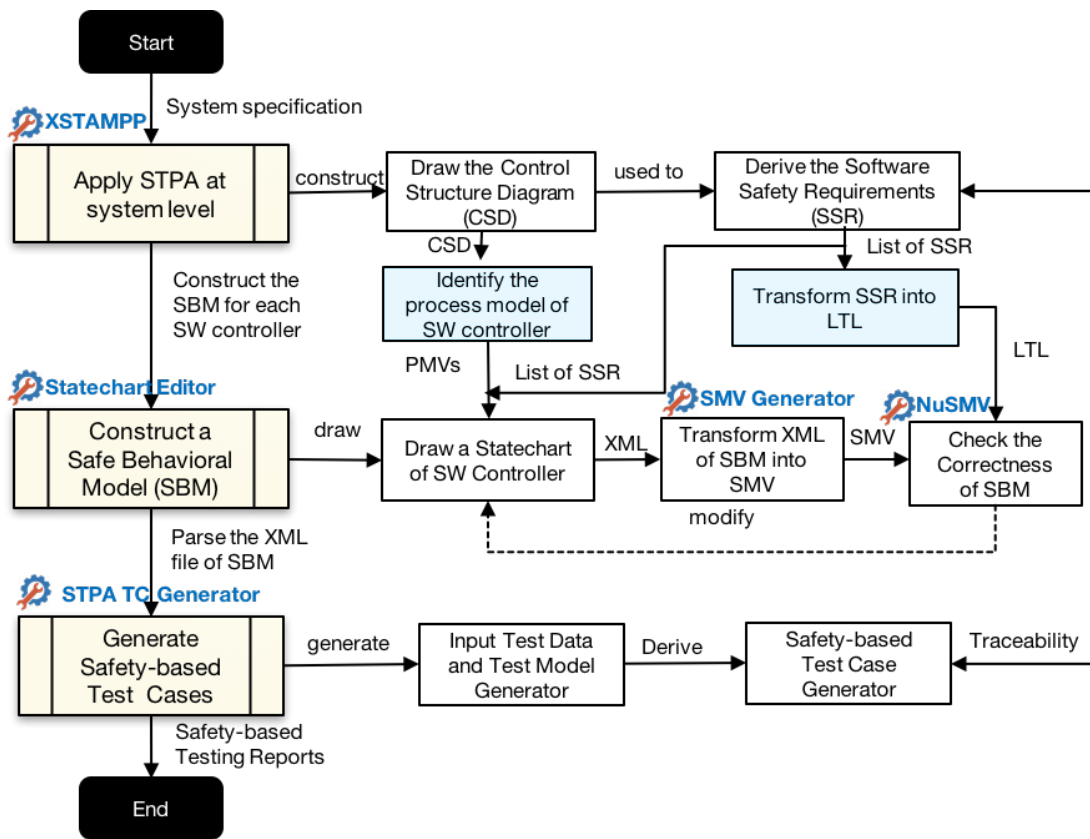 Start
System specification
XSTAMPP
Apply STPA at
system level
construct
Draw the Control
Structure Diagram
(CSD)
used to
Derive the Software
Safety Requirements
(SSR)
CSD
List of SSR
Construct the
SBM for each
SW controller
Identify the
process model of
SW controller
Transform SSR into
LTL
PMVs
List of SSR
LTL
Statechart Editor
SMV Generator
NuSMV
Construct a
Safe Behavioral
Model (SBM)
draw
Draw a Statechart
of SW Controller
XML
Transform XML
of SBM into
SMV
SMV
Check the
Correctness
of SBM
modify
Parse the XML
file of SBM
STPA TC Generator
Generate
Safety-based
Test Cases
generate
Input Test Data
and Test Model
Generator
Derive
Safety-based
Test Case
Generator
Traceability
Safety-based
Testing Reports
End